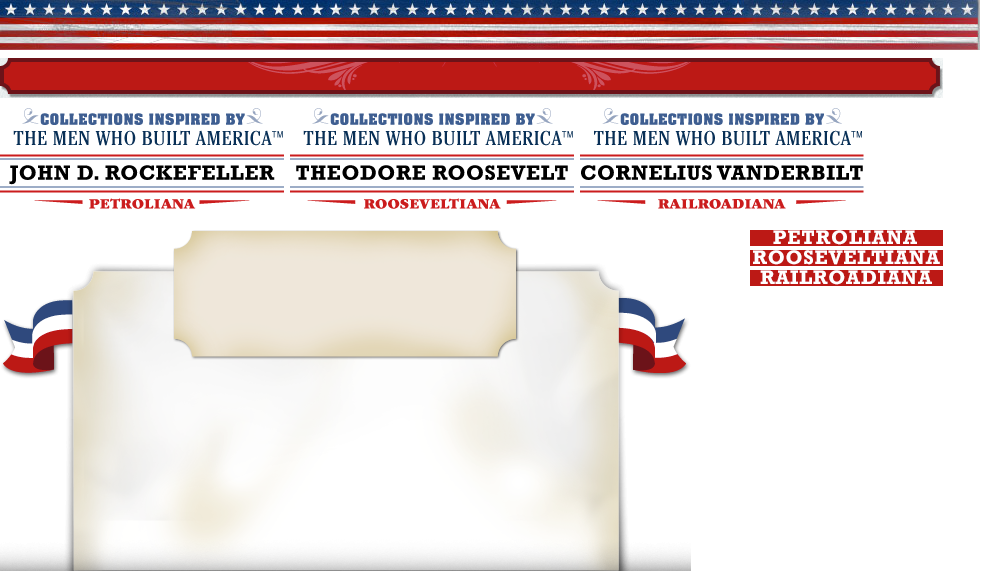 COLLECTIONS INSPIRED BY
THE MEN WHO BUILT AMERICA™
JOHN D. ROCKEFELLER
PETROLIANA
COLLECTIONS INSPIRED BY
THE MEN WHO BUILT AMERICA™
THEODORE ROOSEVELT
ROOSEVELTIANA
COLLECTIONS INSPIRED BY
THE MEN WHO BUILT AMERICA™
CORNELIUS VANDERBILT
RAILROADIANA
PETROLIANA
ROOSEVELTIANA
RAILROADIANA